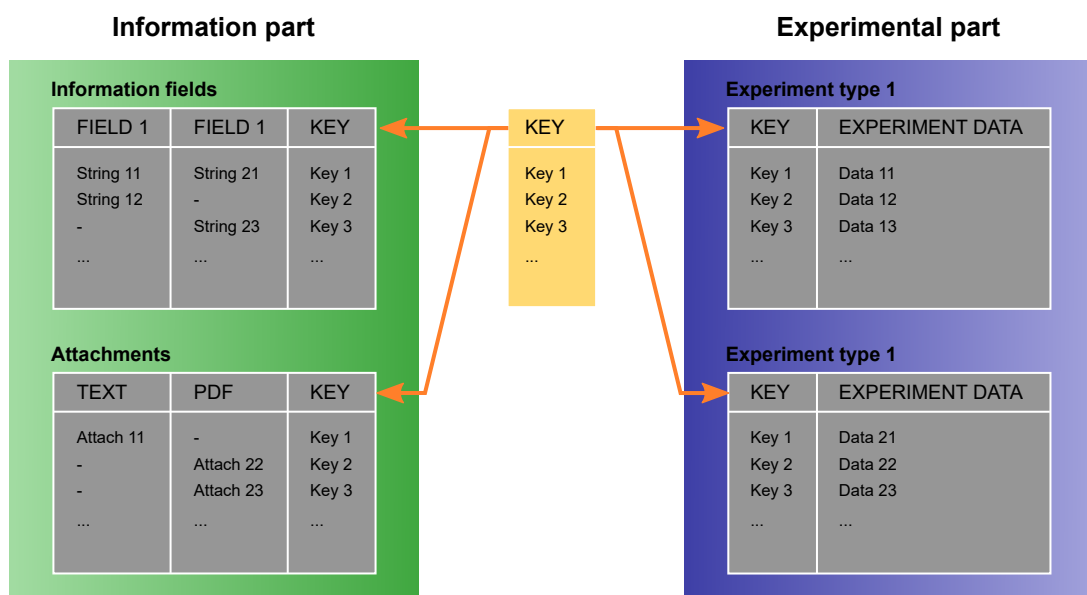 Information part
Experimental part
Information fields
FIELD 1 FIELD 1 KEY
String 11 String 21 Key 1
String 12 - Key 2
- String 23 Key 3
... ... ...
Attachments
TEXT PDF KEY
Attach 11 - Key 1
- Attach 22 Key 2
- Attach 23 Key 3
... ... ...
KEY
Key 1
Key 2
Key 3
...
Experiment type 1
KEY EXPERIMENT DATA
Key 1 Data 11
Key 2 Data 12
Key 3 Data 13
... ...
Experiment type 1
KEY EXPERIMENT DATA
Key 1 Data 21
Key 2 Data 22
Key 3 Data 23
... ...